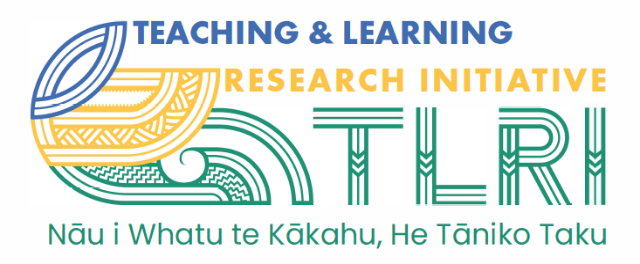 TEACHING & LEARNING
RESEARCH INITIATIVE
TLRI
Nāu i Whatu te Kākahu, He Tāniko Taku